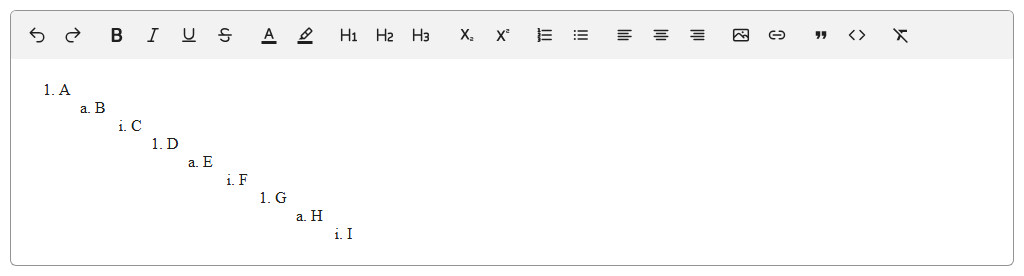 B I U S A H1 H2 H3 X₂ X²
1. A
a. B
i. C
1. D
a. E
i. F
1. G
a. H
i. I